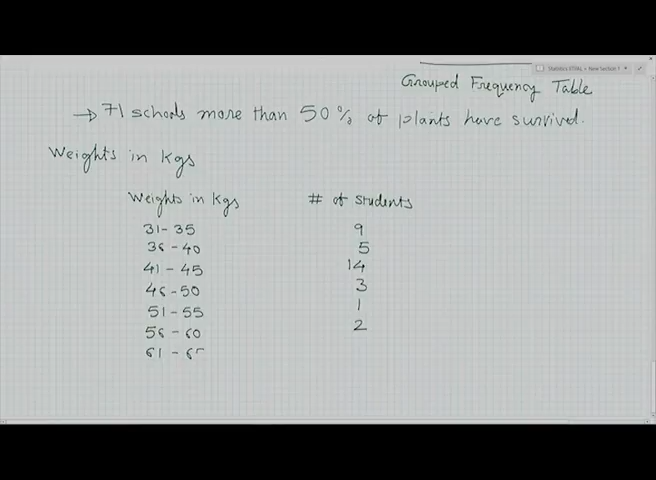 Grouped Frequency Table
→ 71 schools more than 50% of plants have survived.
Weights in Kgs
Weights in Kgs # of students
31-35 9
36-40 5
41-45 14
46-50 3
51-55 1
56-60 2
61-65